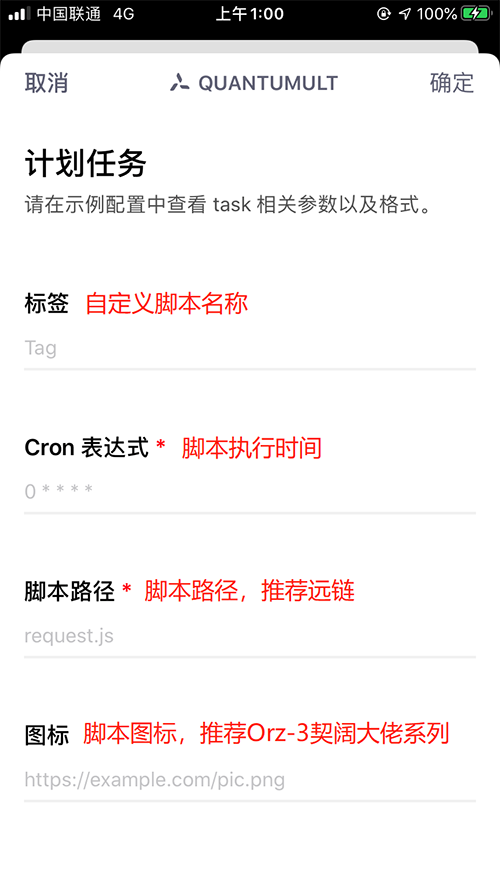 中国联通 4G 上午1:00 100%
取消 QUANTUMULT 确定
计划任务
请在示例配置中查看 task 相关参数以及格式。
标签 自定义脚本名称
Tag
Cron 表达式 * 脚本执行时间
0 * * * *
脚本路径 * 脚本路径，推荐远链
request.js
图标 脚本图标，推荐Orz-3契阔大佬系列
https://example.com/pic.png